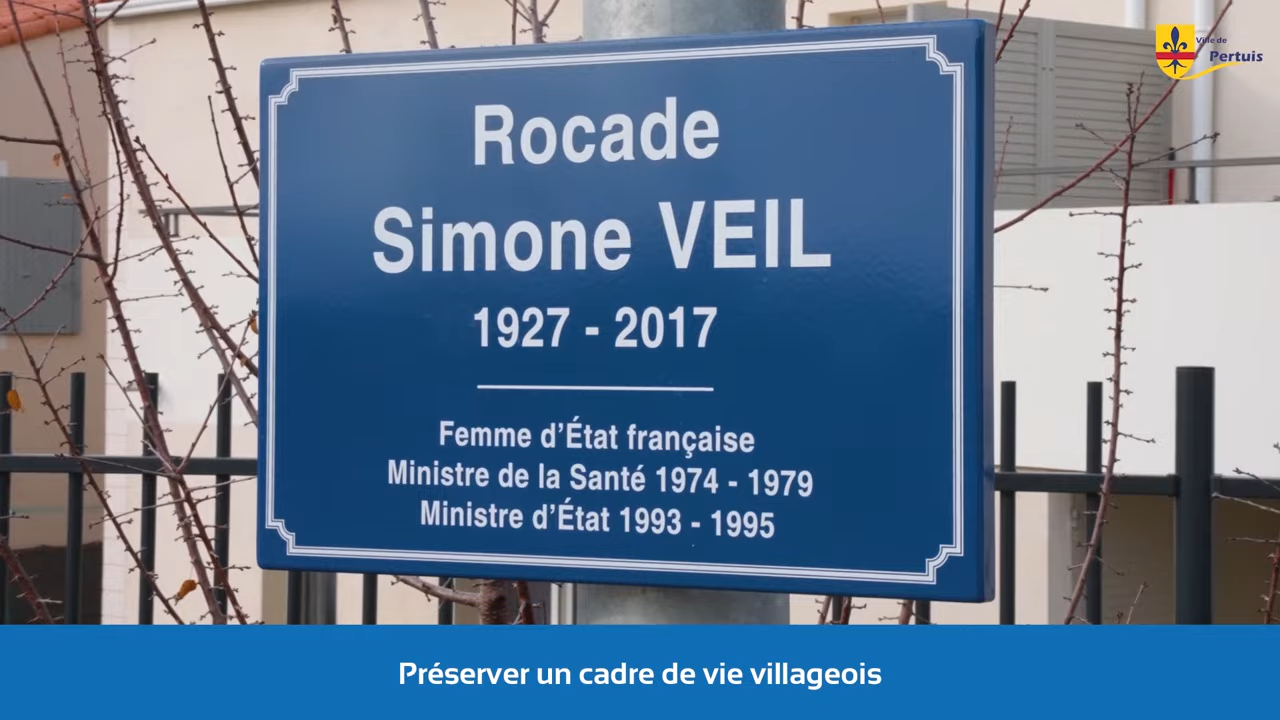 Ville de
Pertuis
Rocade
Simone VEIL
1927 - 2017
Femme d'État française
Ministre de la Santé 1974 - 1979
Ministre d'État 1993 - 1995
Préserver un cadre de vie villageois